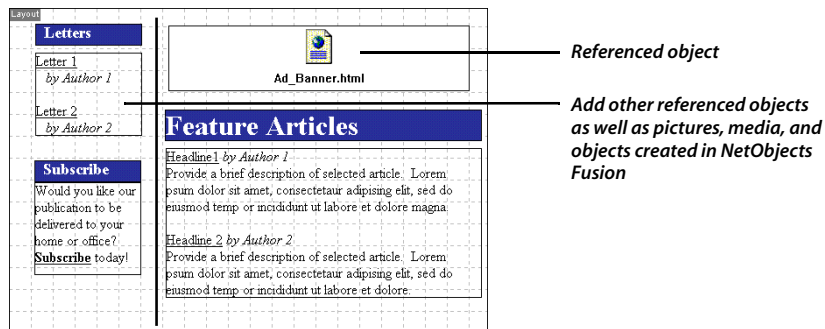 Layout
Letters
Letter 1
by Author 1
Letter 2
by Author 2
Subscribe
Would you like our
publication to be
delivered to your
home or office?
Subscribe today!
Ad_Banner.html
Feature Articles
Headline1 by Author 1
Provide a brief description of selected article. Lorem
psum dolor sit amet, consectetaur adipising elit, sed do
eiusmod temp or incididunt ut labore et dolore magna
Headline 2 by Author 2
Provide a brief description of selected article. Lorem
psum dolor sit amet, consectetaur adipising elit, sed do
eiusmod temp or incididunt ut labore et dolore.
Referenced object
Add other referenced objects
as well as pictures, media, and
objects created in NetObjects
Fusion